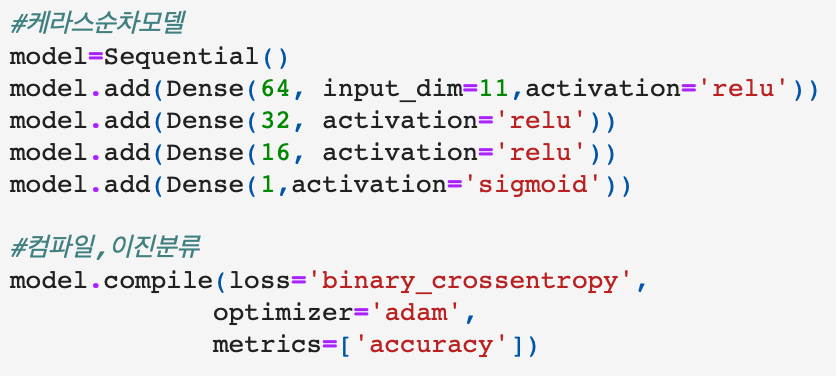 #케라스순차모델
model=Sequential()
model.add(Dense(64, input_dim=11,activation='relu'))
model.add(Dense(32, activation='relu'))
model.add(Dense(16, activation='relu'))
model.add(Dense(1,activation='sigmoid'))
#컴파일,이진분류
model.compile(loss='binary_crossentropy',
optimizer='adam',
metrics=['accuracy'])